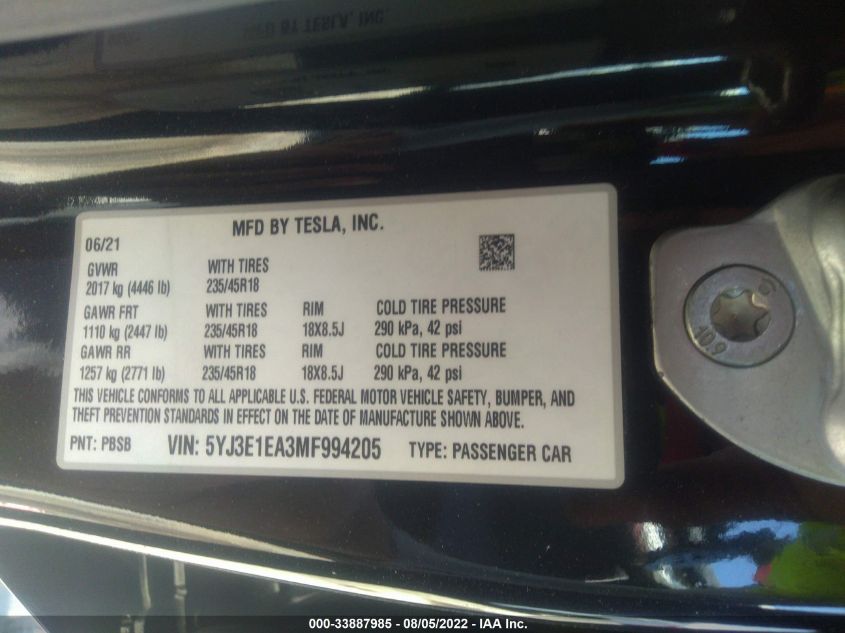 MFD BY TESLA, INC.
06/21
GVWR WITH TIRES
2017 kg (4446 lb) 235/45R18
GAWR FRT WITH TIRES RIM COLD TIRE PRESSURE
1110 kg (2447 lb) 235/45R18 18X8.5J 290 kPa, 42 psi
GAWR RR WITH TIRES RIM COLD TIRE PRESSURE
1257 kg (2771 lb) 235/45R18 18X8.5J 290 kPa, 42 psi
THIS VEHICLE CONFORMS TO ALL APPLICABLE U.S. FEDERAL MOTOR VEHICLE SAFETY, BUMPER, AND
THEFT PREVENTION STANDARDS IN EFFECT ON THE DATE OF MANUFACTURE SHOWN ABOVE.
PNT: PBSB VIN: 5YJ3E1EA3MF994205 TYPE: PASSENGER CAR
10.9
000-33887985 - 08/05/2022 - IAA Inc.